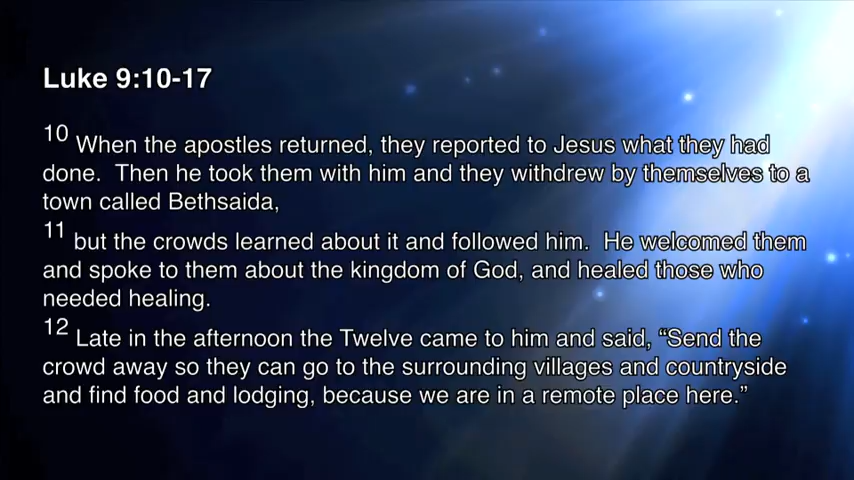 Luke 9:10-17
10 When the apostles returned, they reported to Jesus what they had
done.  Then he took them with him and they withdrew by themselves to a
town called Bethsaida,
11 but the crowds learned about it and followed him.  He welcomed them
and spoke to them about the kingdom of God, and healed those who
needed healing.
12 Late in the afternoon the Twelve came to him and said, “Send the
crowd away so they can go to the surrounding villages and countryside
and find food and lodging, because we are in a remote place here.”